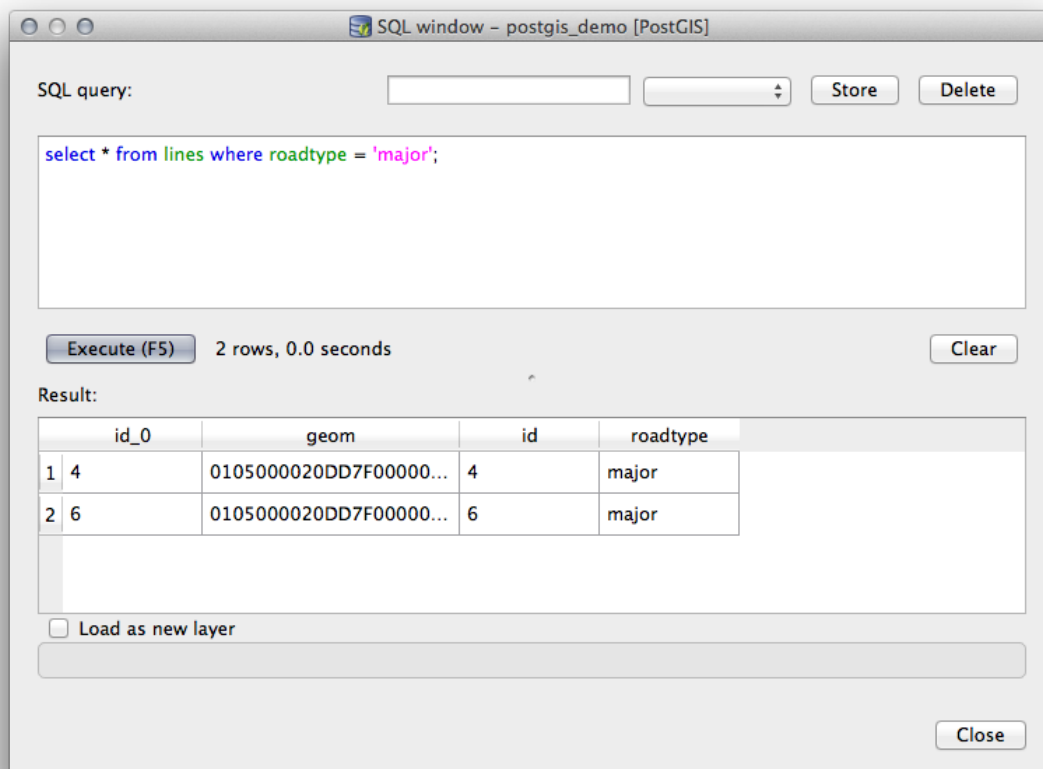 SQL window – postgis_demo [PostGIS]
SQL query:
Store
Delete
select * from lines where roadtype = 'major';
Execute (F5)
2 rows, 0.0 seconds
Clear
Result:
id_0 geom id roadtype
1 4 0105000020DD7F00000... 4 major
2 6 0105000020DD7F00000... 6 major
Load as new layer
Close